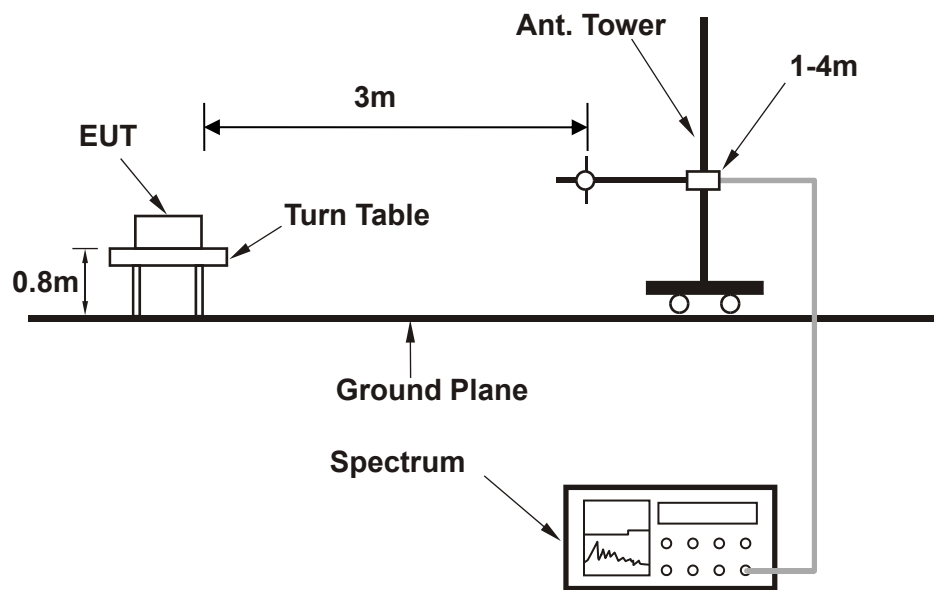 Ant. Tower
1-4m
3m
EUT
Turn Table
0.8m
Ground Plane
Spectrum